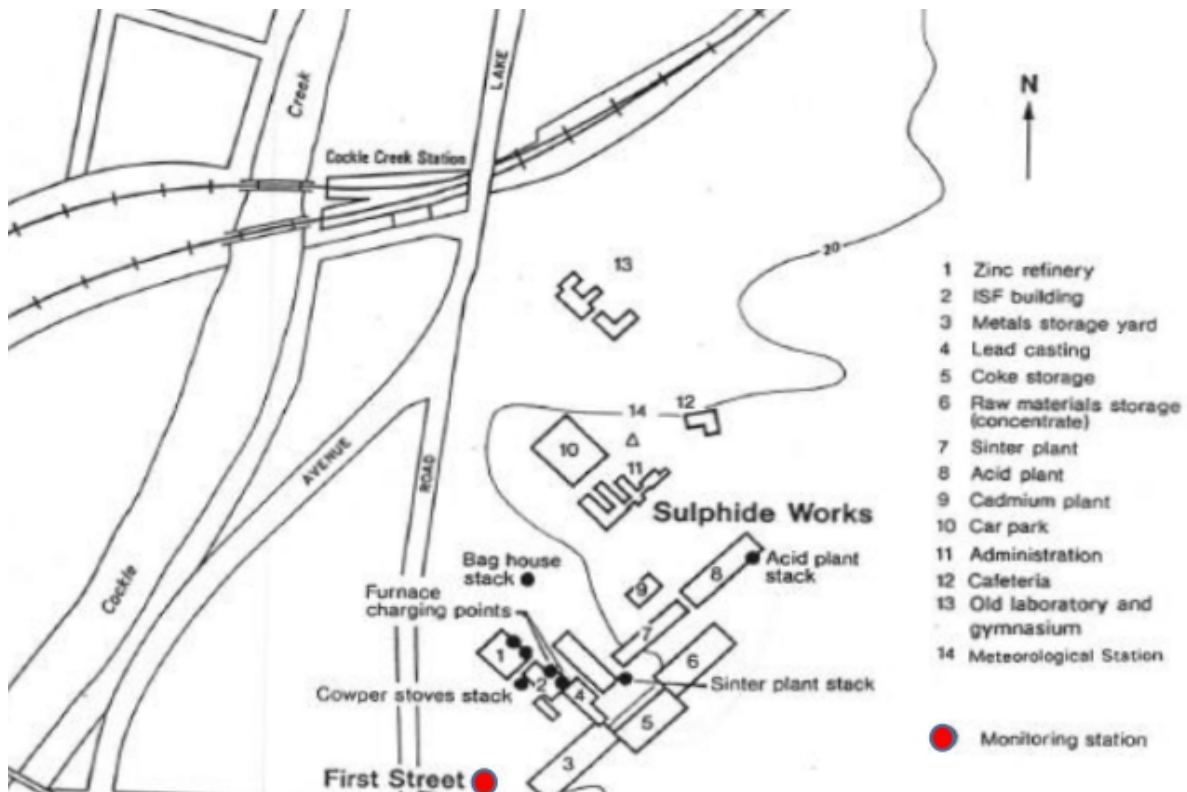 Creek
LAKE
N
Cockle Creek Station
20
13
1 Zinc refinery
2 ISF building
3 Metals storage yard
4 Lead casting
5 Coke storage
6 Raw materials storage
(concentrate)
7 Sinter plant
8 Acid plant
9 Cadmium plant
10 Car park
11 Administration
12 Cafeteria
13 Old laboratory and
gymnasium
14 Meteorological Station
14
12
10
11
AVENUE
ROAD
Sulphide Works
Bag house
stack
Acid plant
stack
8
9
Furnace
charging points
Cockle
7
1
6
2
4
Cowper stoves stack
Sinter plant stack
5
3
Monitoring station
First Street